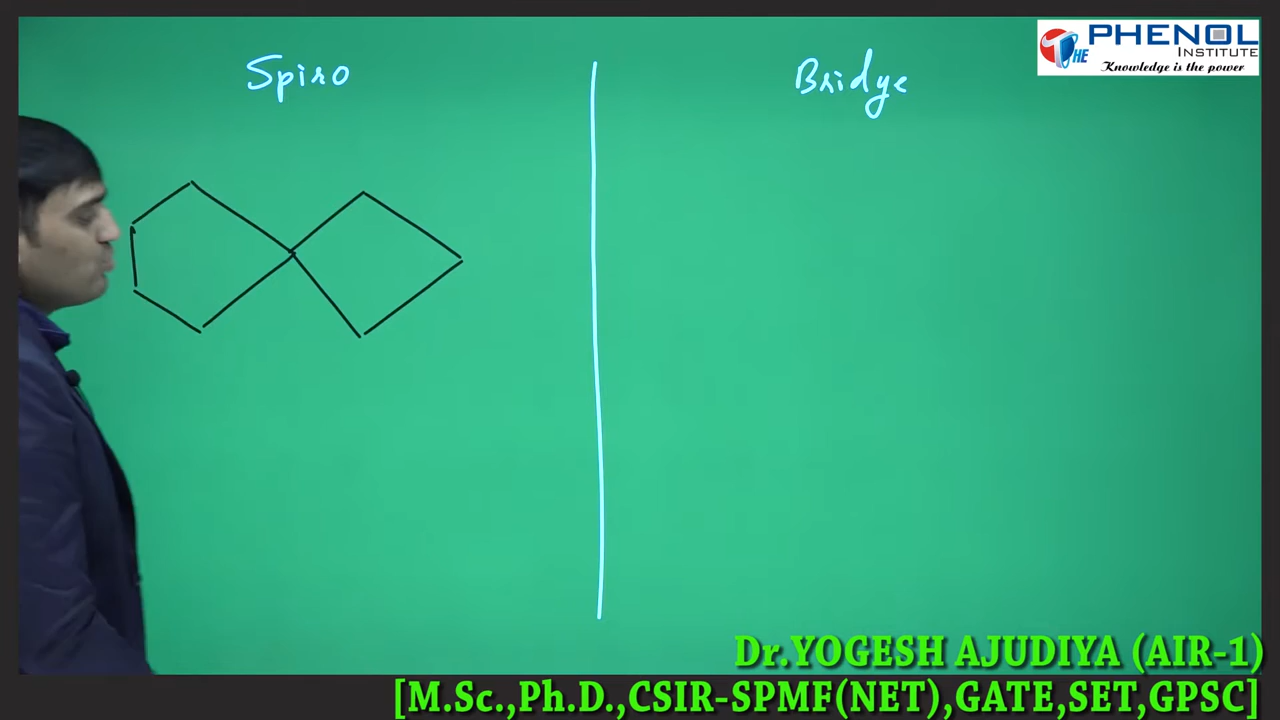 PHENOL
INSTITUTE
THE
Knowledge is the power
Spiro
Bridge
Dr.YOGESH AJUDIYA (AIR-1)
[M.Sc.,Ph.D.,CSIR-SPMF(NET),GATE,SET,GPSC]